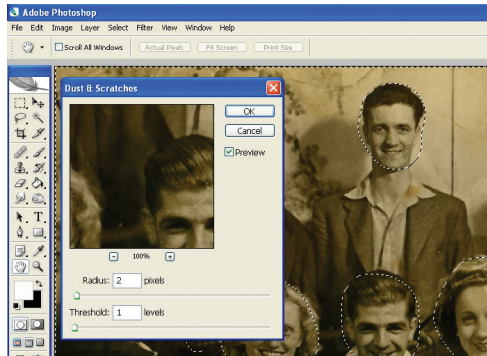 Adobe Photoshop
File Edit Image Layer Select Filter View Window Help
Scroll All Windows Actual Pixels Fit Screen Print Size
Dust & Scratches
OK
Cancel
Preview
100%
Radius: 2 pixels
Threshold: 1 levels
T